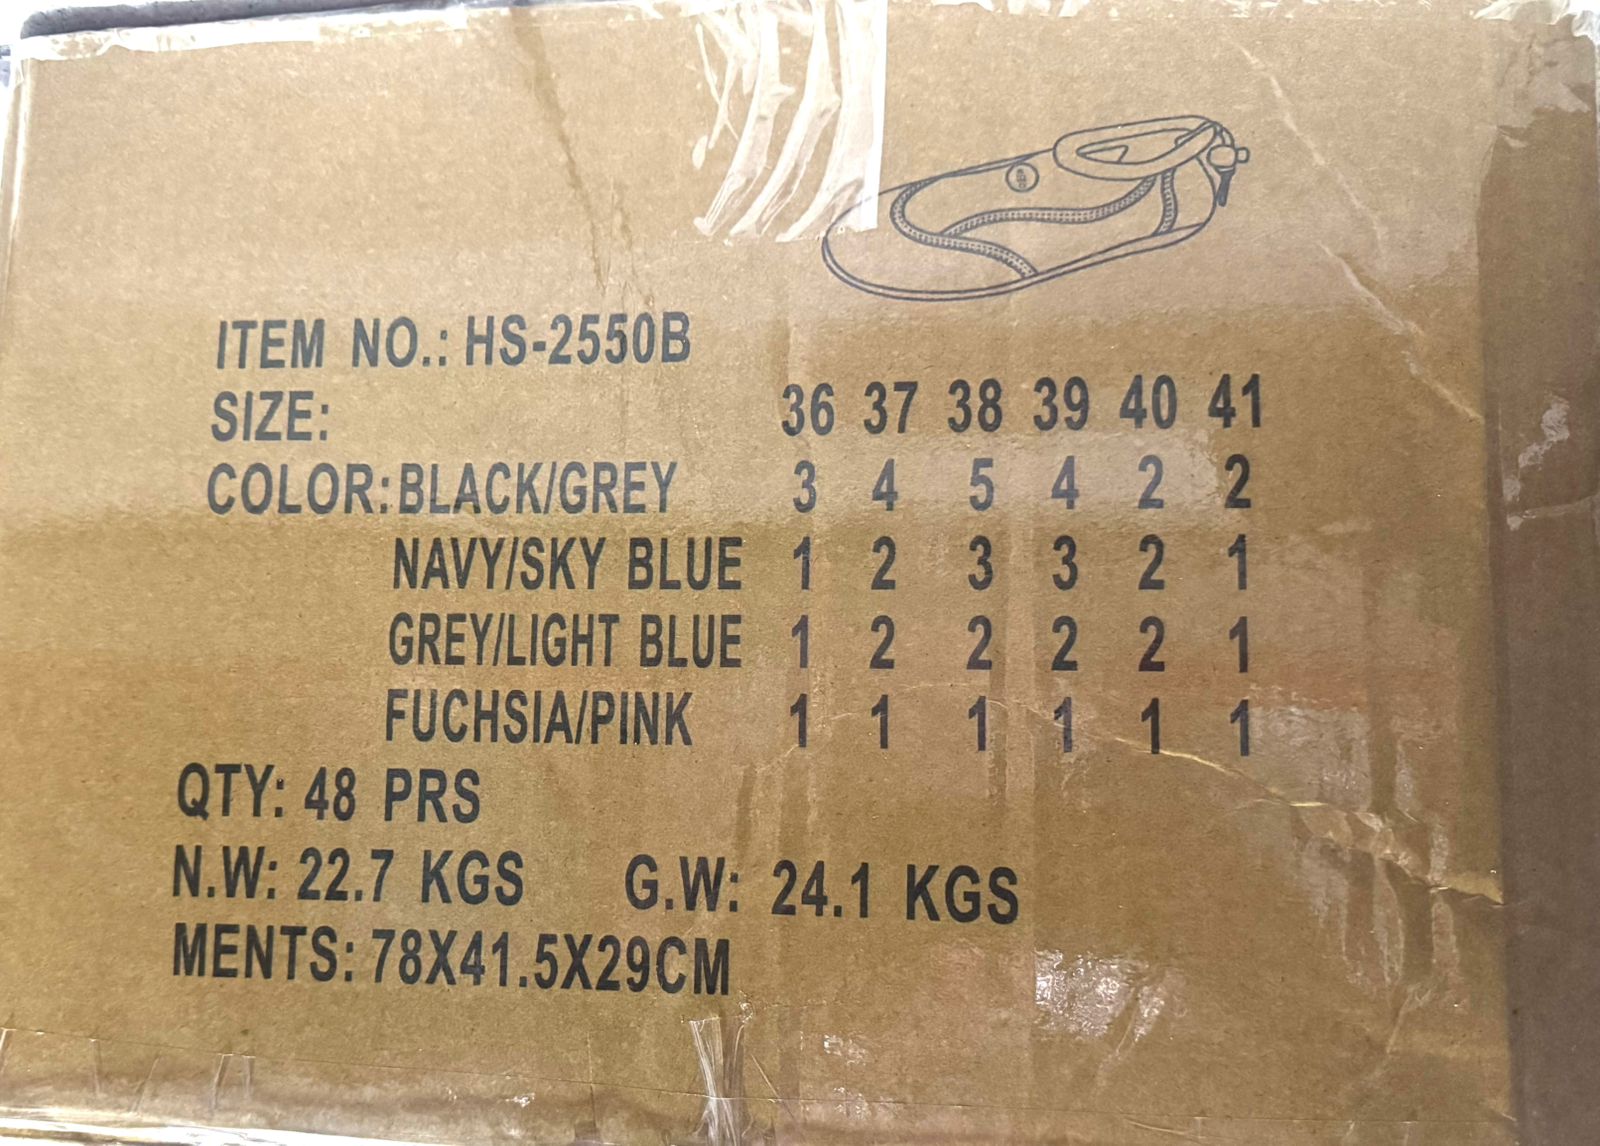 ITEM NO.: HS-2550B
SIZE: 36 37 38 39 40 41
COLOR: BLACK/GREY 3 4 5 4 2 2
NAVY/SKY BLUE 1 2 3 3 2 1
GREY/LIGHT BLUE 1 2 2 2 2 1
FUCHSIA/PINK 1 1 1 1 1 1
QTY: 48 PRS
N.W: 22.7 KGS G.W: 24.1 KGS
MENTS: 78X41.5X29CM